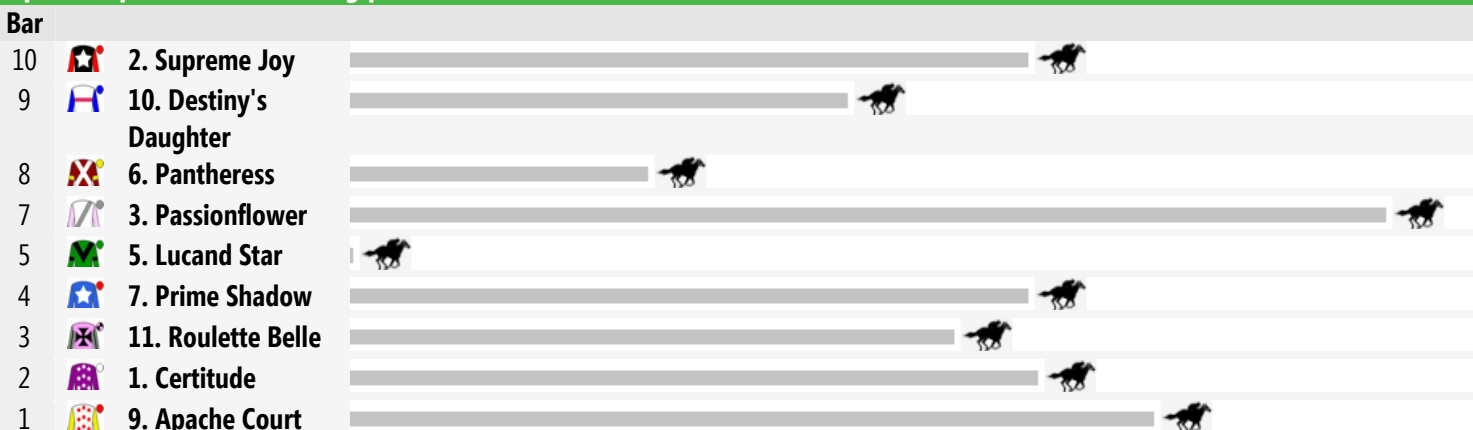 Bar
10 2. Supreme Joy
9 10. Destiny's
Daughter
8 6. Pantheress
7 3. Passionflower
5 5. Lucand Star
4 7. Prime Shadow
3 11. Roulette Belle
2 1. Certitude
1 9. Apache Court